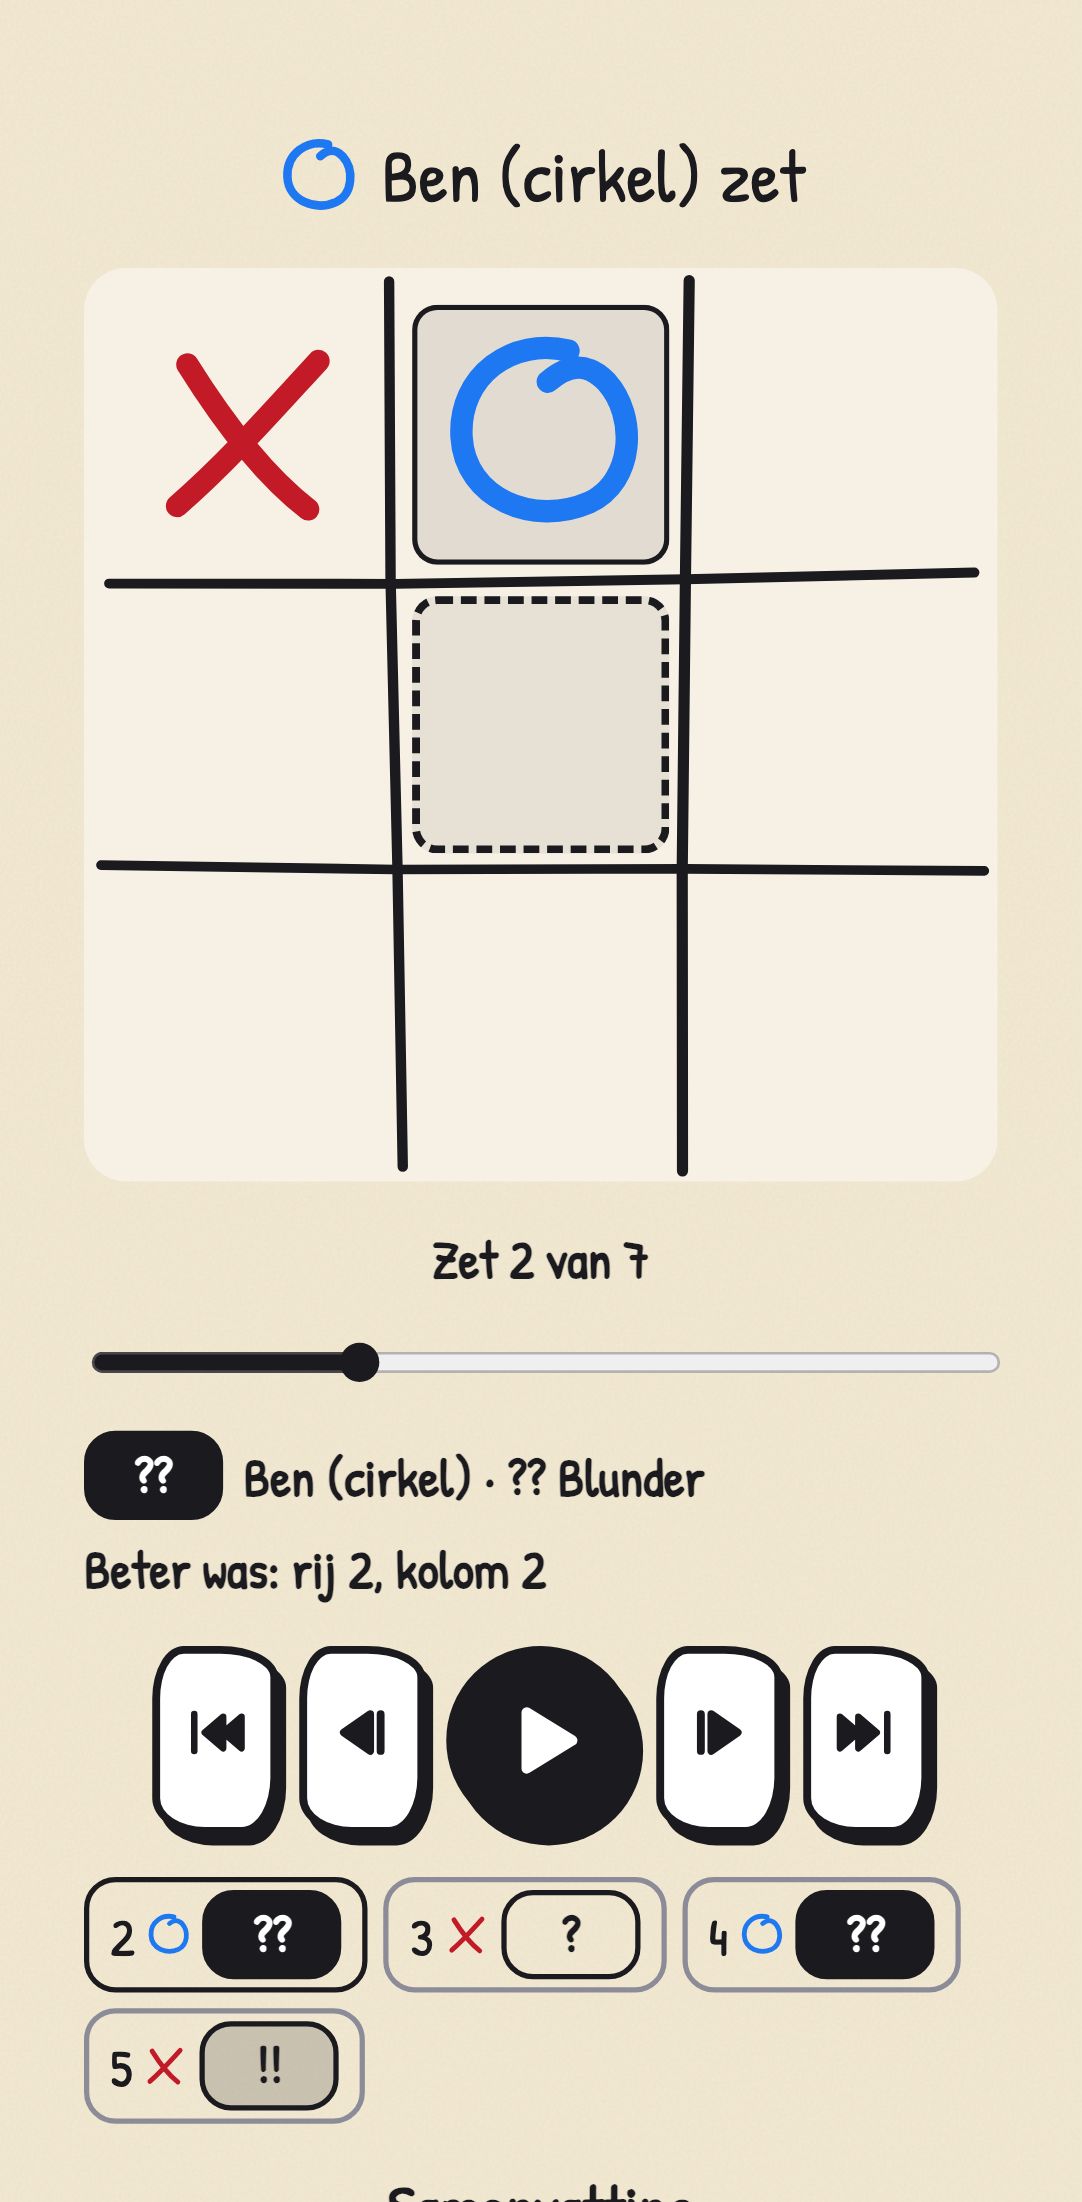 Ben (cirkel) zet
Zet 2 van 7
?? Ben (cirkel) · ?? Blunder
Beter was: rij 2, kolom 2
2 ?? 3 ? 4 ??
5 !!